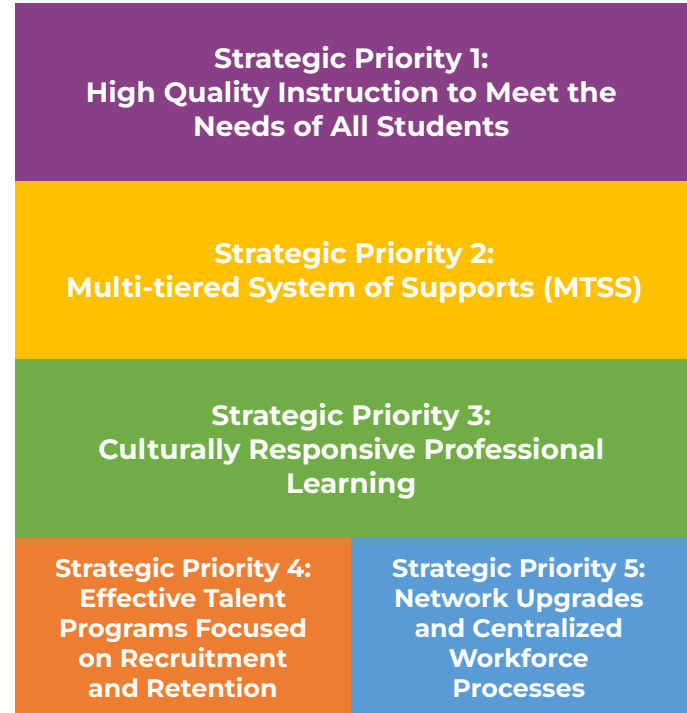 Strategic Priority 1:
High Quality Instruction to Meet the
Needs of All Students
Strategic Priority 2:
Multi-tiered System of Supports (MTSS)
Strategic Priority 3:
Culturally Responsive Professional
Learning
Strategic Priority 4:
Effective Talent
Programs Focused
on Recruitment
and Retention
Strategic Priority 5:
Network Upgrades
and Centralized
Workforce
Processes